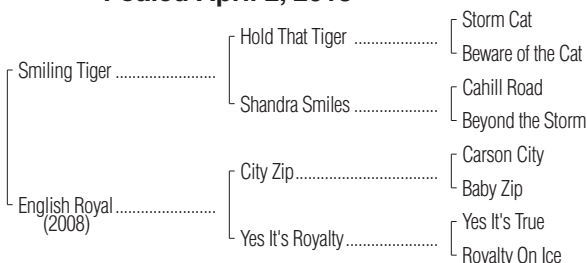 Foaled April 2,
Storm Cat
Hold That Tiger ...................
Beware of the Cat
Smiling Tiger .......................
Cahill Road
Shandra Smiles ...................
Beyond the Storm
Carson City
City Zip.................................
Baby Zip
English Royal .......................
(2008)
Yes It's True
Yes It's Royalty.....................
Royalty On Ice